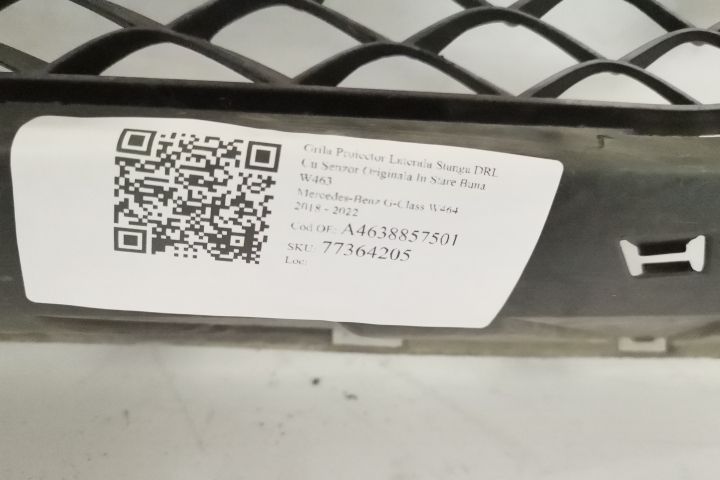 Grila Protector Laterala Stanga DRL
Cu Senzor Originala In Stare Buna
W463
Mercedes-Benz G-Class W464
2018 - 2022
Cod OE: A4638857501
SKU: 77364205
Loc: